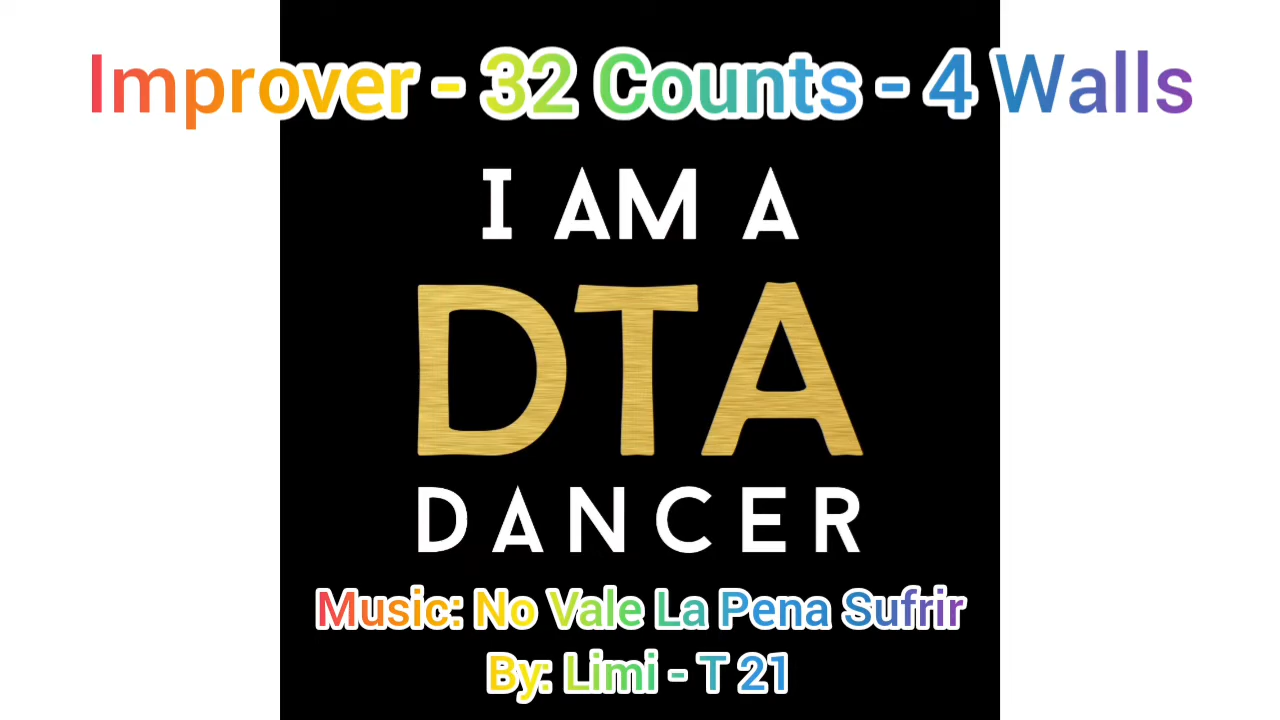 Improver - 32 Counts - 4 Walls
I AM A
DTA
DANCER
Music: No Vale La Pena Sufrir
By: Limi - T 21